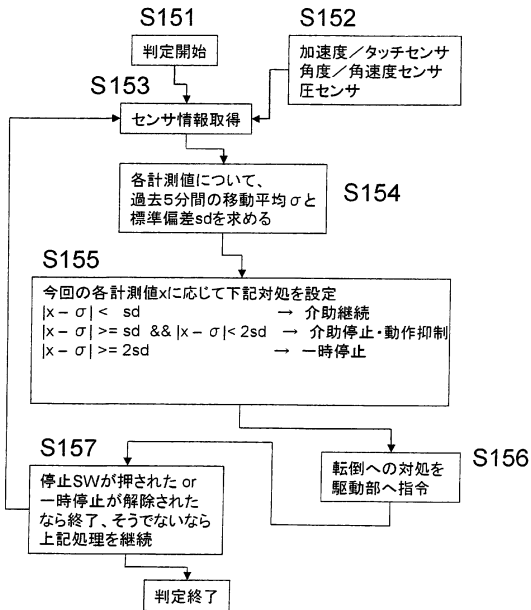 S151
判定開始
S152
加速度／タッチセンサ
角度／角速度センサ
圧センサ
S153
センサ情報取得
各計測値について、
過去5分間の移動平均σと
標準偏差sdを求める
S154
S155
今回の各計測値xに応じて下記対処を設定
|x－σ|< sd → 介助継続
|x－σ| >= sd && |x－σ|< 2sd → 介助停止・動作抑制
|x－σ| >= 2sd → 一時停止
S156
転倒への対処を
駆動部へ指令
S157
停止SWが押された or
一時停止が解除された
なら終了、そうでないなら
上記処理を継続
判定終了